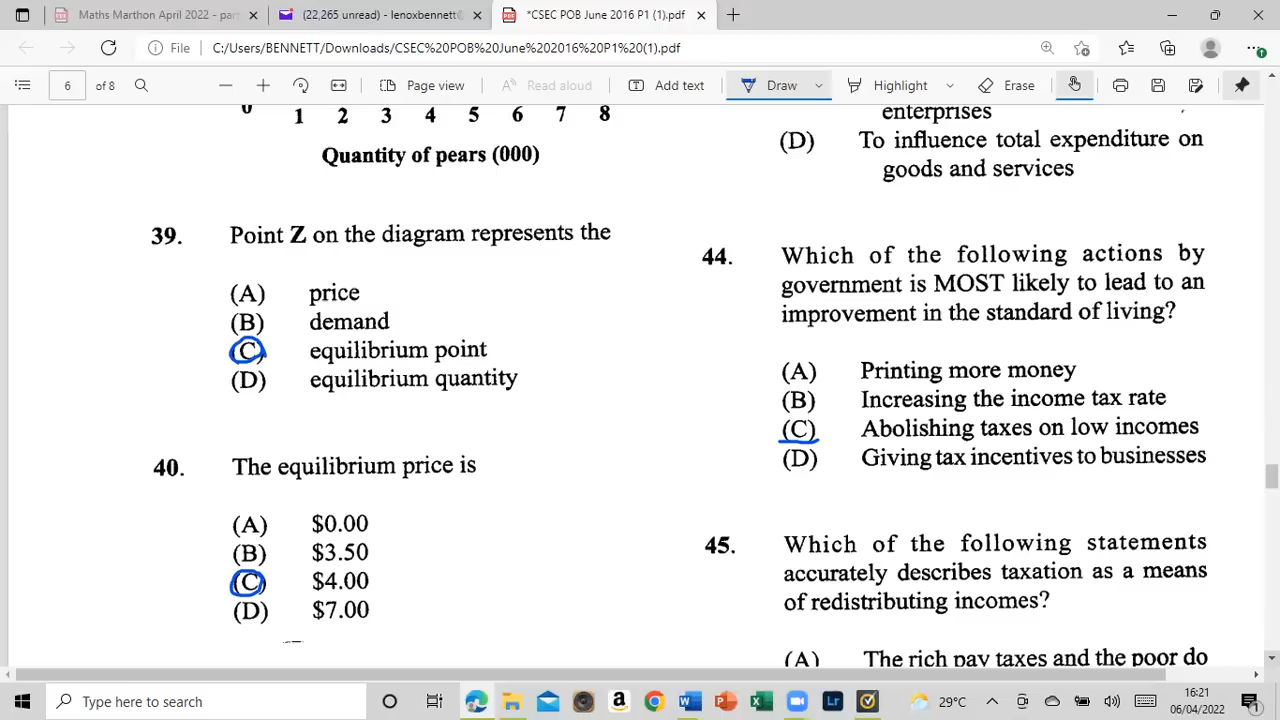 Maths Marthon April 2022 - par
(22,265 unread) - lenoxbennett
*CSEC POB June 2016 P1 (1).pdf
File
C:/Users/BENNETT/Downloads/CSEC%20POB%20June%202016%20P1%20(1).pdf
6 of 8
Page view
Read aloud
Add text
Draw
Highlight
Erase
0 1 2 3 4 5 6 7 8
Quantity of pears (000)
39. Point Z on the diagram represents the
(A) price
(B) demand
(C) equilibrium point
(D) equilibrium quantity
40. The equilibrium price is
(A) $0.00
(B) $3.50
(C) $4.00
(D) $7.00
enterprises
(D) To influence total expenditure on
goods and services
44. Which of the following actions by
government is MOST likely to lead to an
improvement in the standard of living?
(A) Printing more money
(B) Increasing the income tax rate
(C) Abolishing taxes on low incomes
(D) Giving tax incentives to businesses
45. Which of the following statements
accurately describes taxation as a means
of redistributing incomes?
(A) The rich pay taxes and the poor do
Type here to search
29°C
16:21
06/04/2022